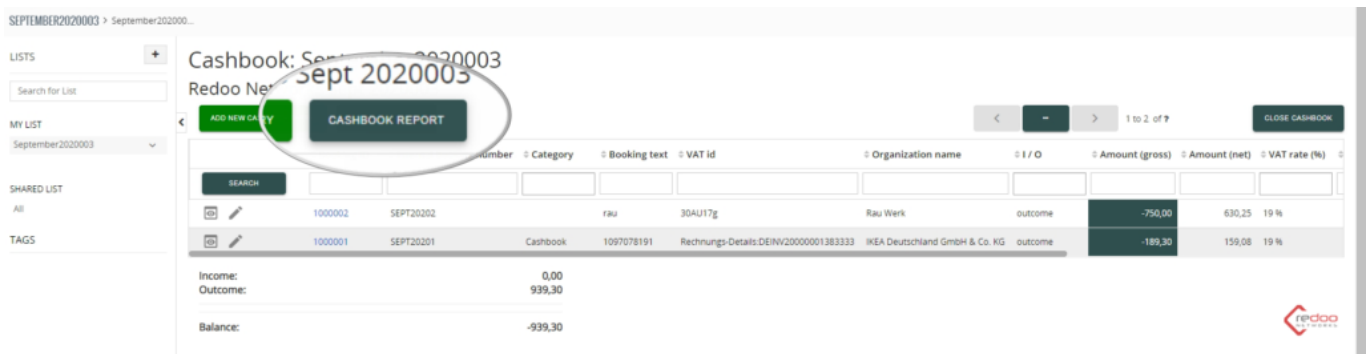 SEPTEMBER2020003 > September202000...
LISTS
+
Search for List
MY LIST
September2020003
SHARED LIST
All
TAGS
Cashbook: Sept 2020003
Redoo
Sept 2020003
ADD NEW
CASHBOOK REPORT
< - > 1 to 2 of ?
CLOSE CASHBOOK
Category Booking text VAT id Organization name I / O Amount (gross) Amount (net) VAT rate (%)
SEARCH
1000002 SEPT20202 rau 30AU17g Rau Werk outcome -750,00 630,25 19 %
1000001 SEPT20201 Cashbook 1097078191 Rechnungs-Details:DEINV20000001383333 IKEA Deutschland GmbH & Co. KG outcome -189,30 159,08 19 %
Income: 0,00
Outcome: 939,30
Balance: -939,30
redoo
NETWORKS